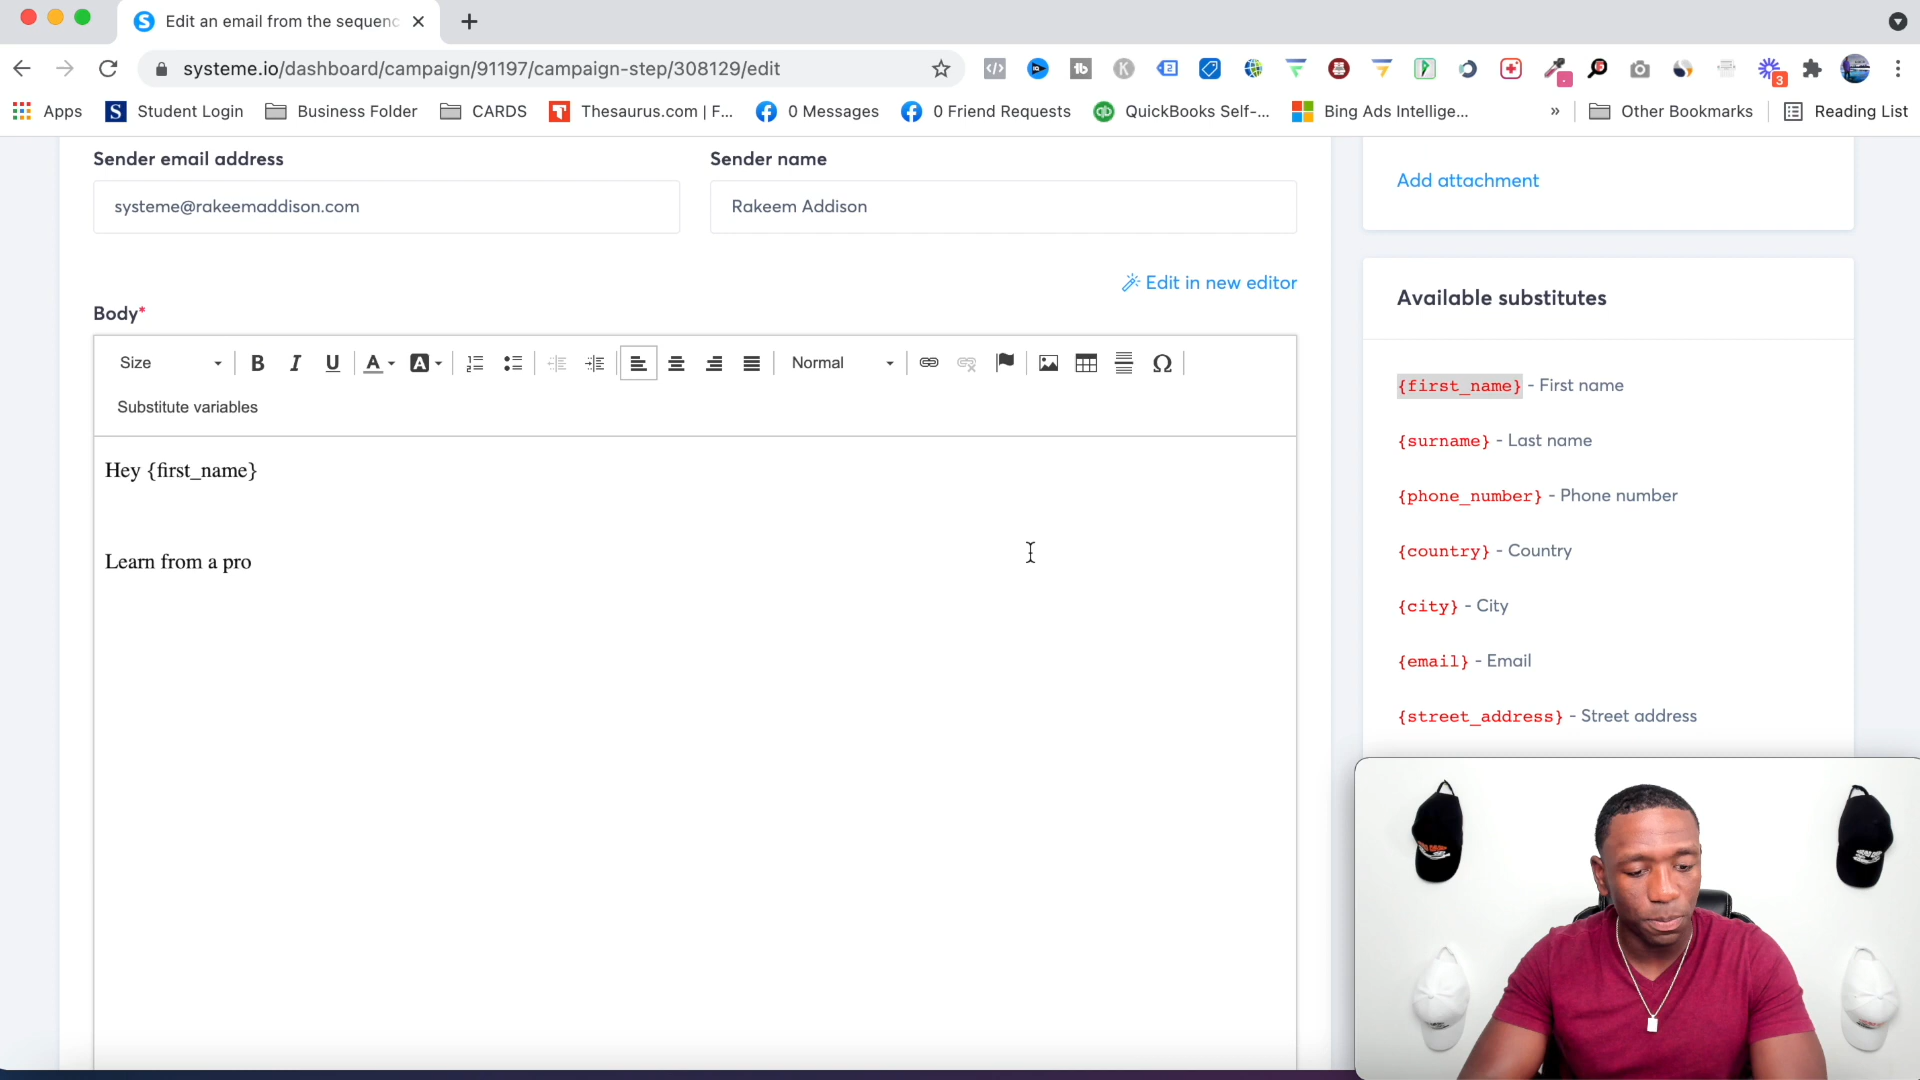 Edit an email from the sequenc
systeme.io/dashboard/campaign/91197/campaign-step/308129/edit
Apps
Student Login
Business Folder
CARDS
Thesaurus.com | F...
0 Messages
0 Friend Requests
QuickBooks Self-...
Bing Ads Intellige...
»
Other Bookmarks
Reading List
Sender email address
Sender name
systeme@rakeemaddison.com
Rakeem Addison
Add attachment
Edit in new editor
Body*
Size
Normal
Substitute variables
Hey {first_name}
Learn from a pro
Available substitutes
{first_name} - First name
{surname} - Last name
{phone_number} - Phone number
{country} - Country
{city} - City
{email} - Email
{street_address} - Street address